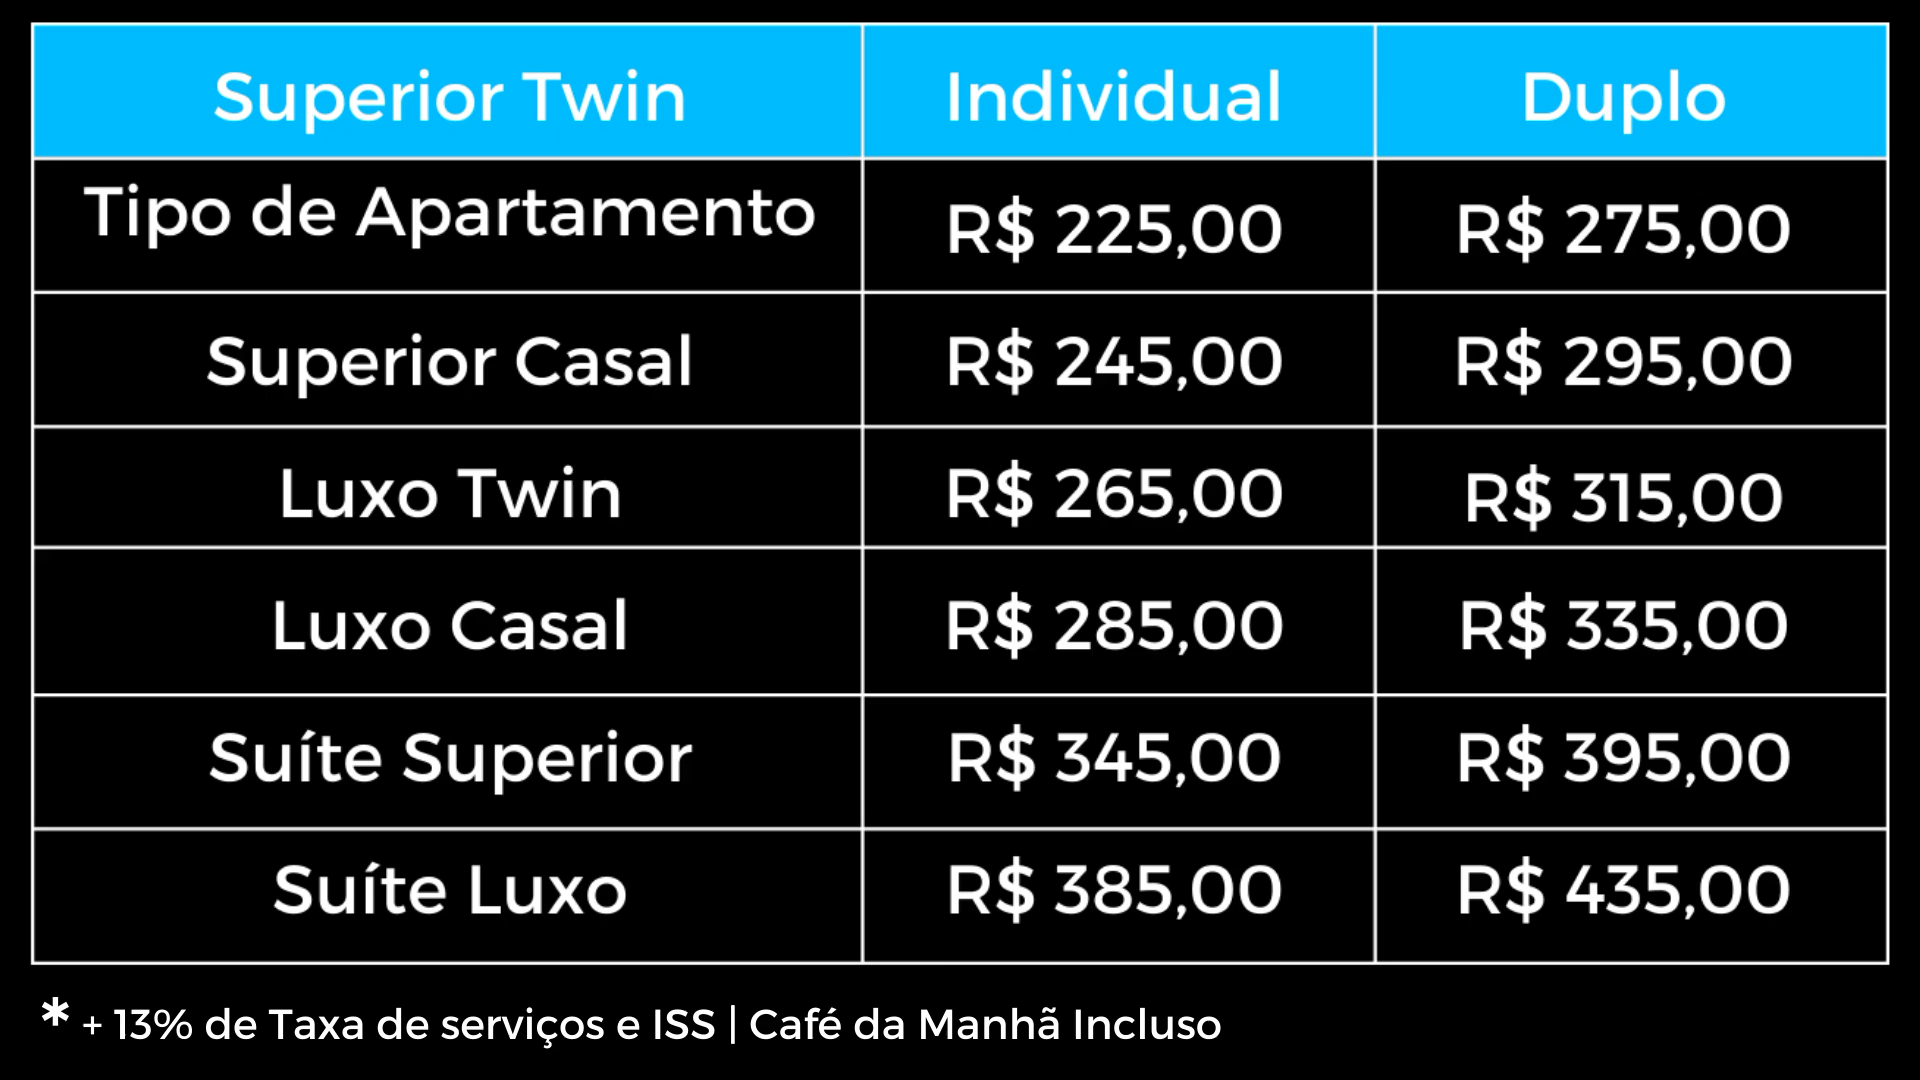 Superior Twin Individual Duplo
Tipo de Apartamento R$ 225,00 R$ 275,00
Superior Casal R$ 245,00 R$ 295,00
Luxo Twin R$ 265,00 R$ 315,00
Luxo Casal R$ 285,00 R$ 335,00
Suíte Superior R$ 345,00 R$ 395,00
Suíte Luxo R$ 385,00 R$ 435,00
* + 13% de Taxa de serviços e ISS | Café da Manhã Incluso